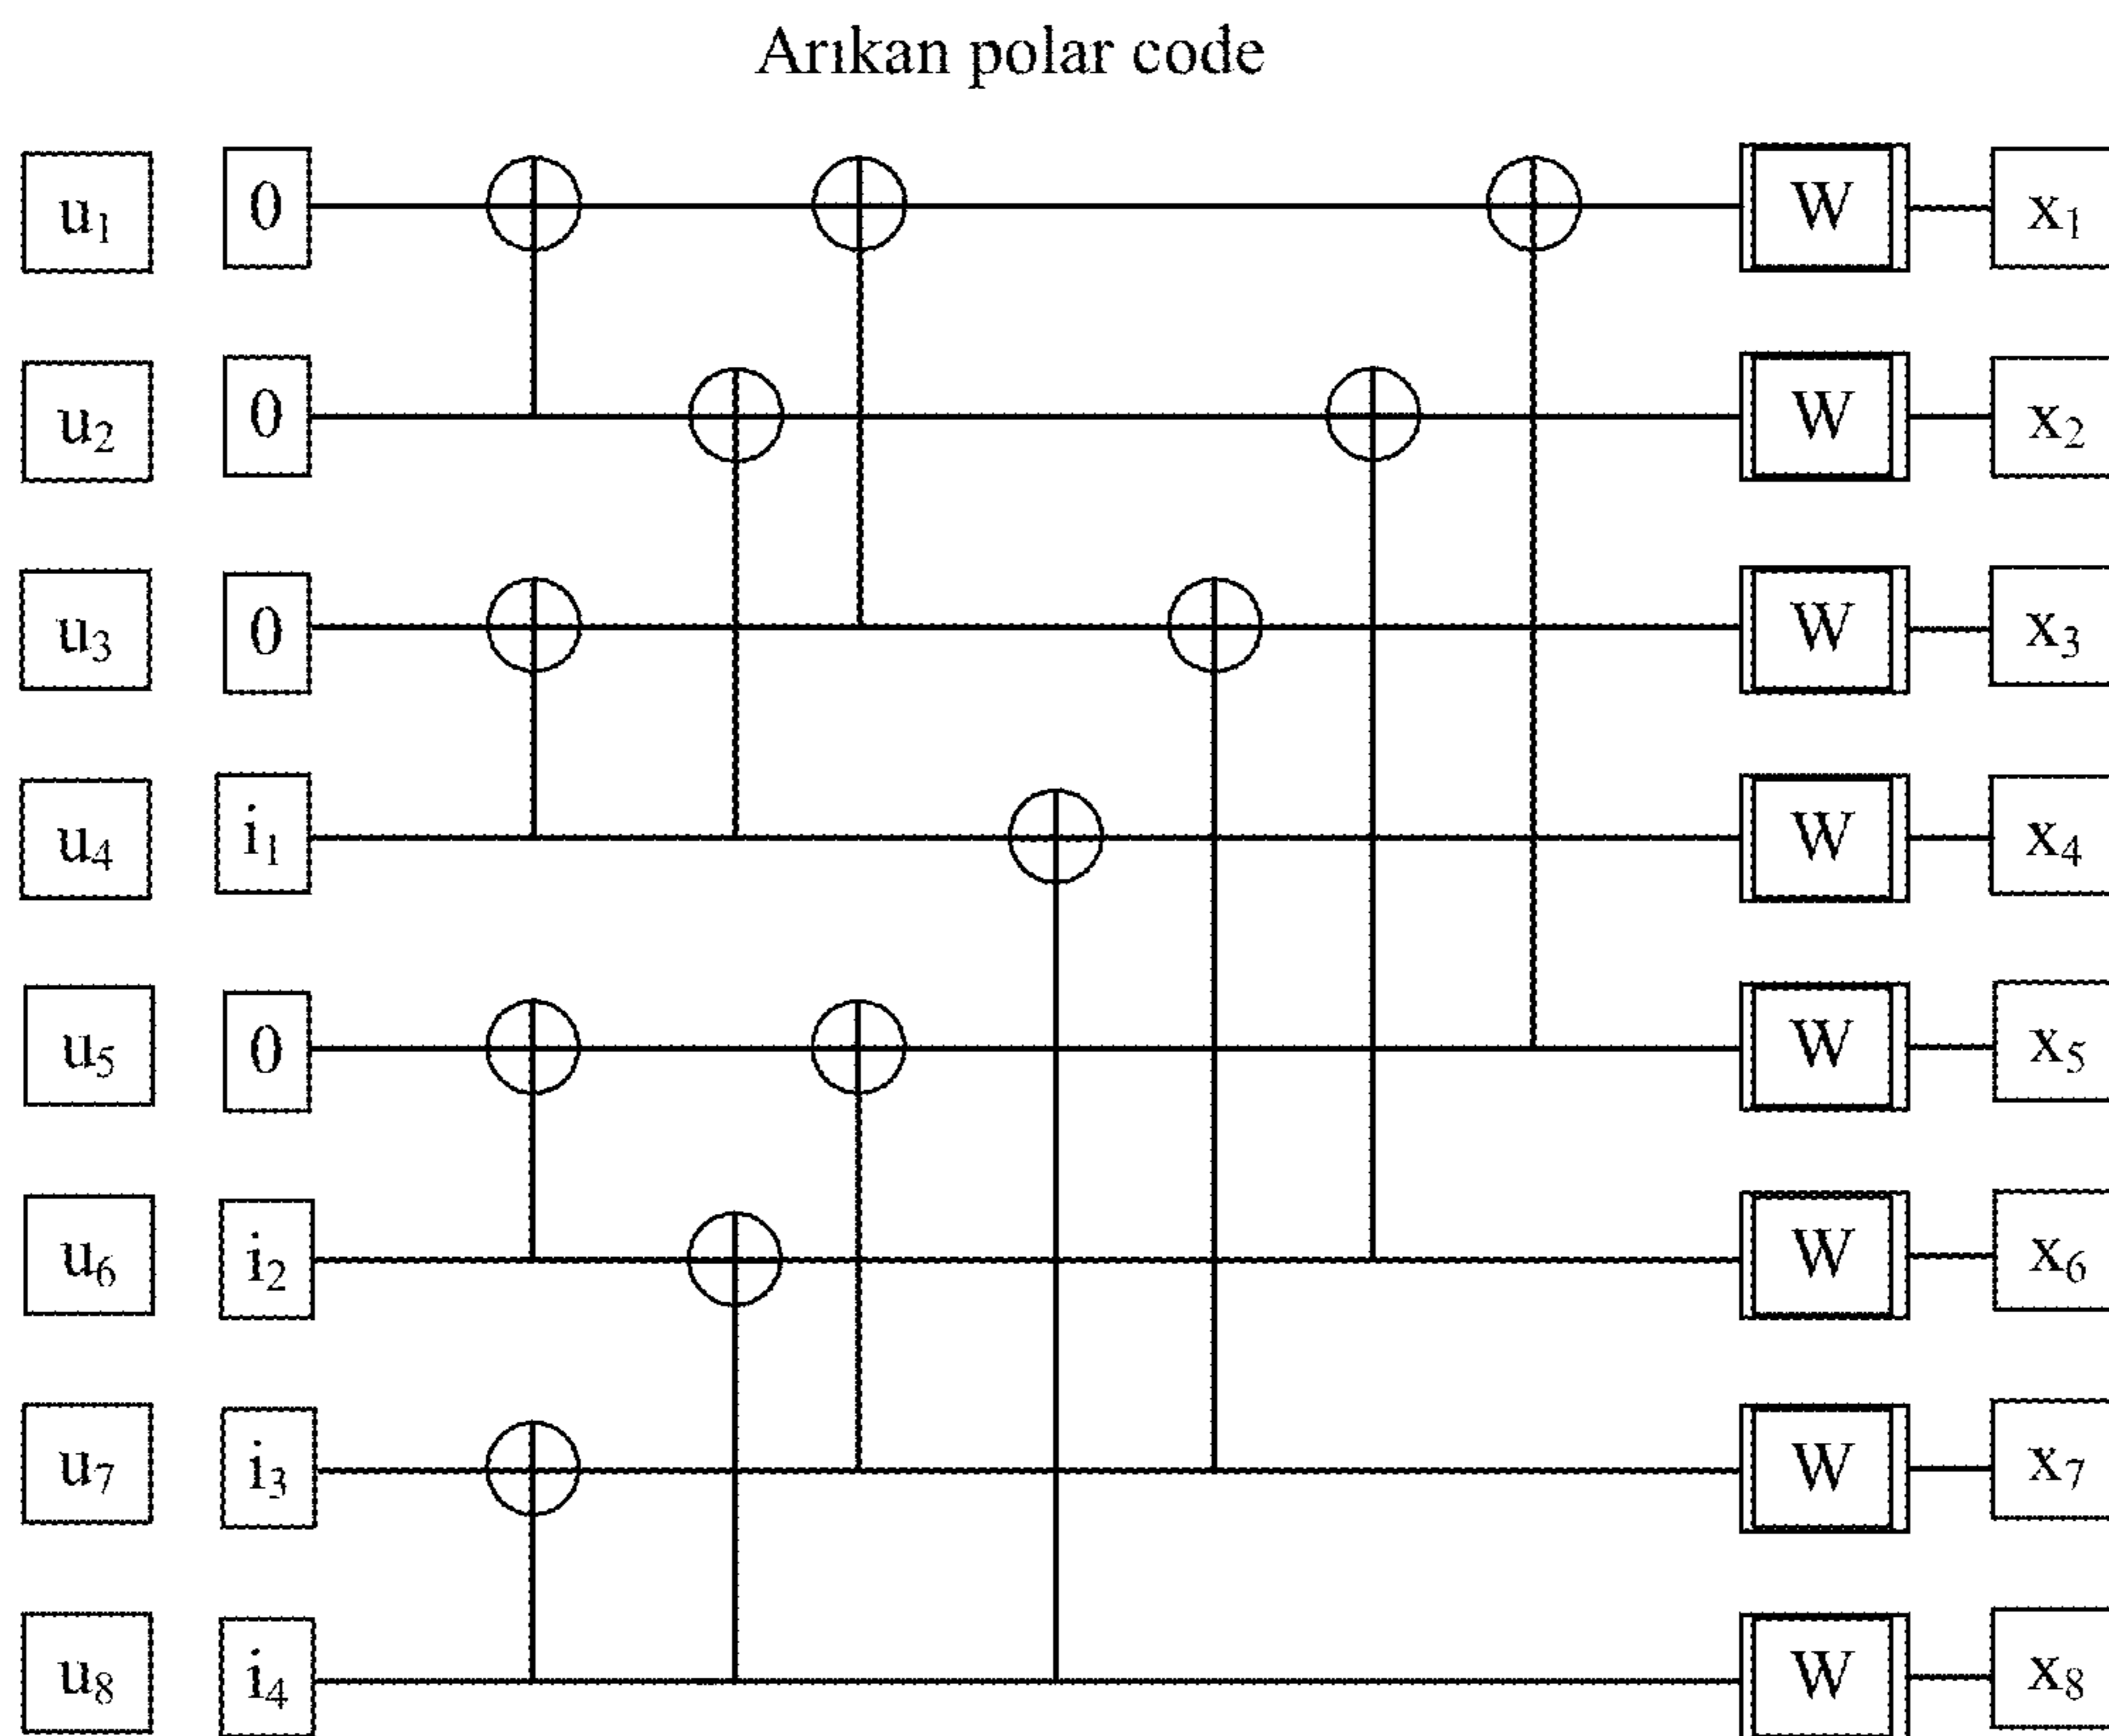 Arıkan polar code
u₁ 0 W x₁
u₂ 0 W x₂
u₃ 0 W x₃
u₄ i₁ W x₄
u₅ 0 W x₅
u₆ i₂ W x₆
u₇ i₃ W x₇
u₈ i₄ W x₈